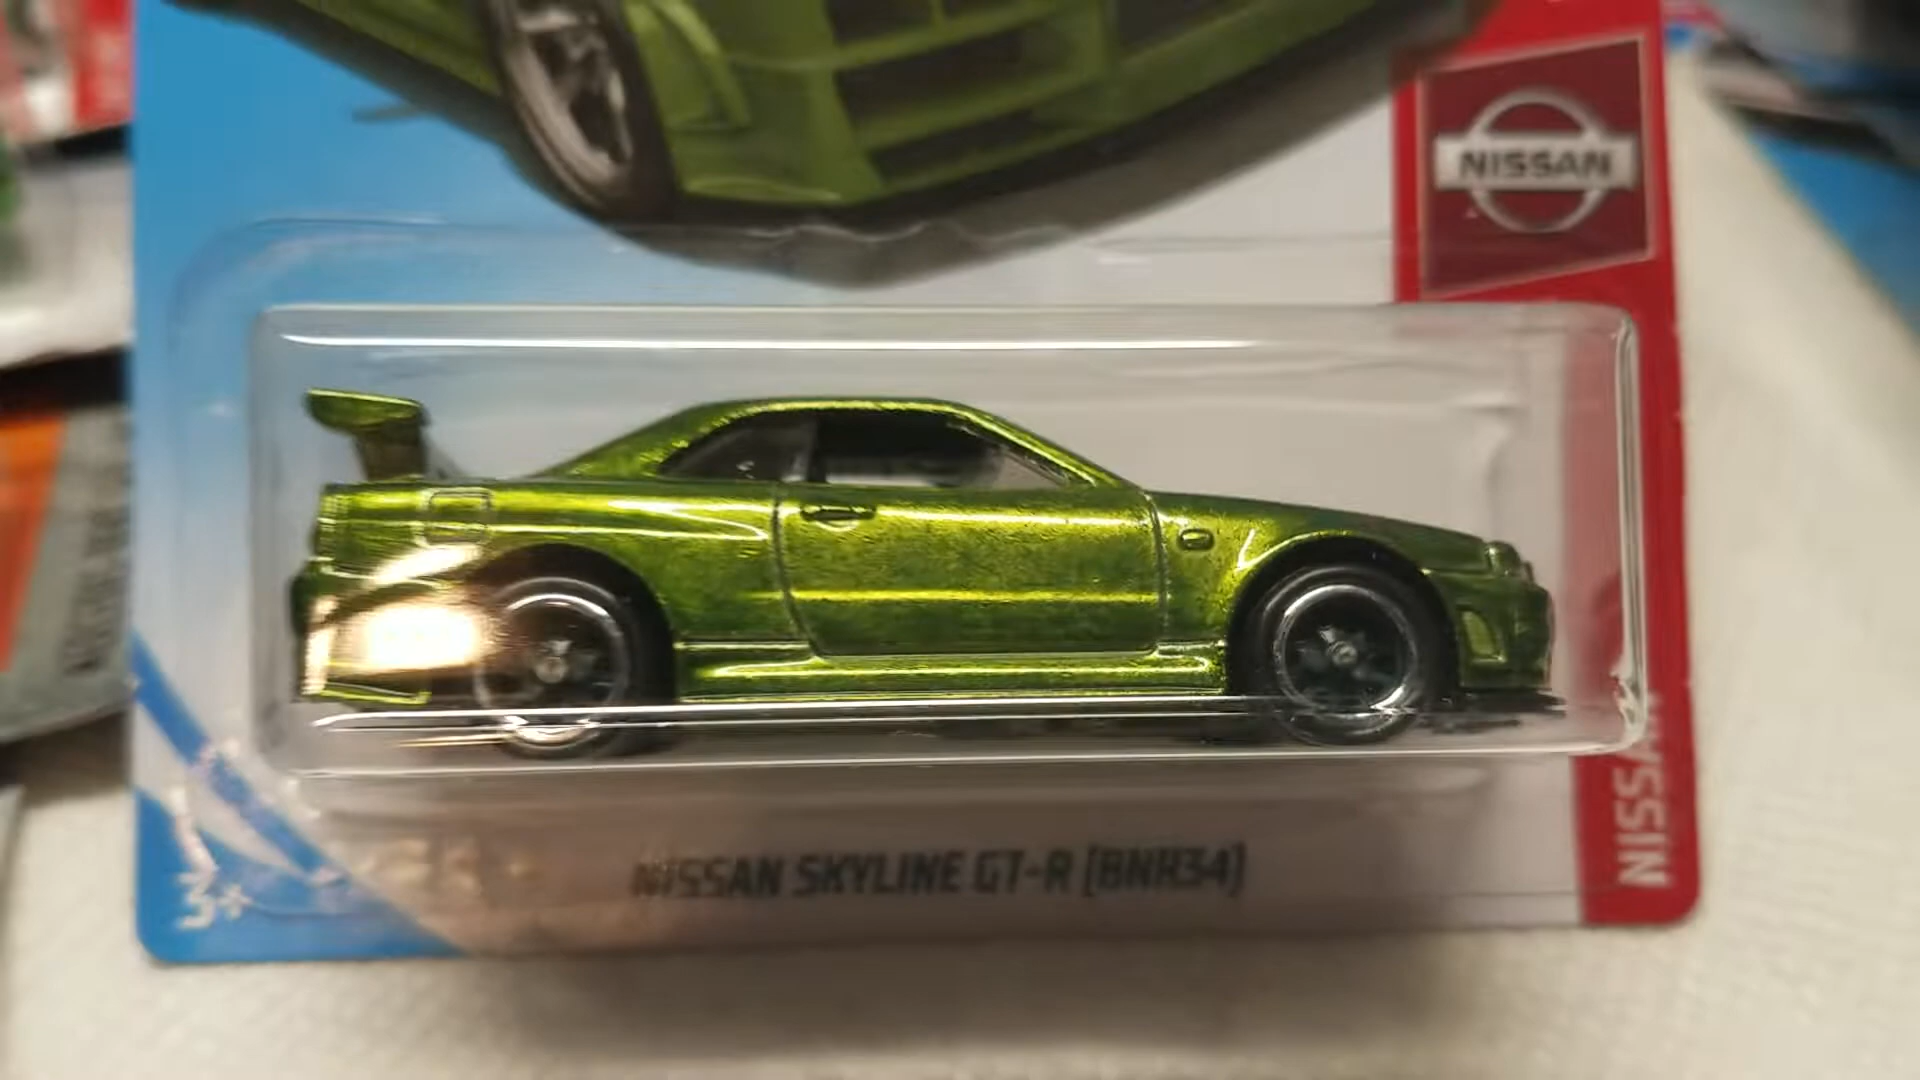 NISSAN
NISSAN
NISSAN SKYLINE GT-R (BNR34)
3+